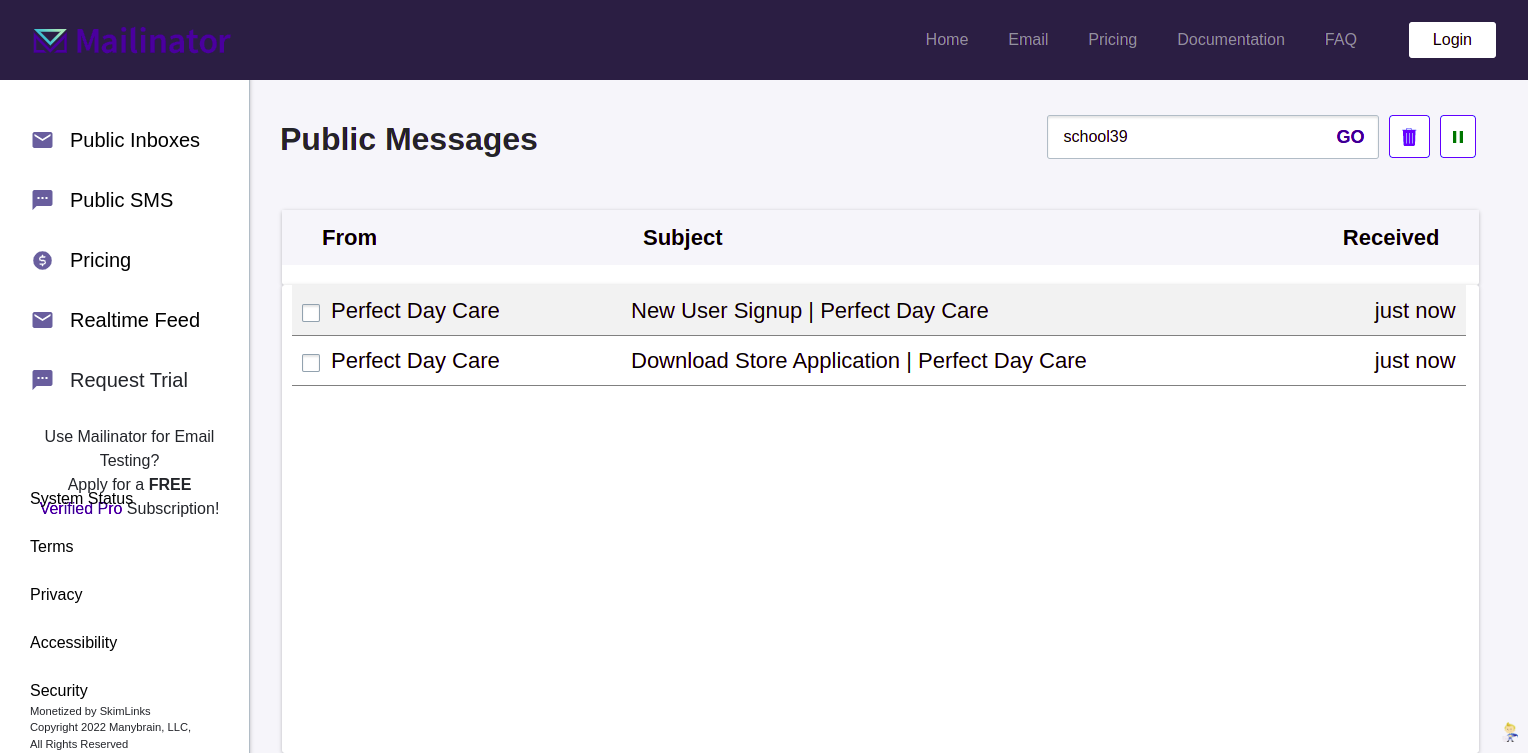 Mailinator
Home Email Pricing Documentation FAQ Login
Public Inboxes
Public SMS
Pricing
Realtime Feed
Request Trial
Use Mailinator for Email
Testing?
Apply for a FREE
Verified Pro Subscription!
System Status
Terms
Privacy
Accessibility
Security
Monetized by SkimLinks
Copyright 2022 Manybrain, LLC,
All Rights Reserved
Public Messages
school39 GO
From Subject Received
Perfect Day Care New User Signup | Perfect Day Care just now
Perfect Day Care Download Store Application | Perfect Day Care just now